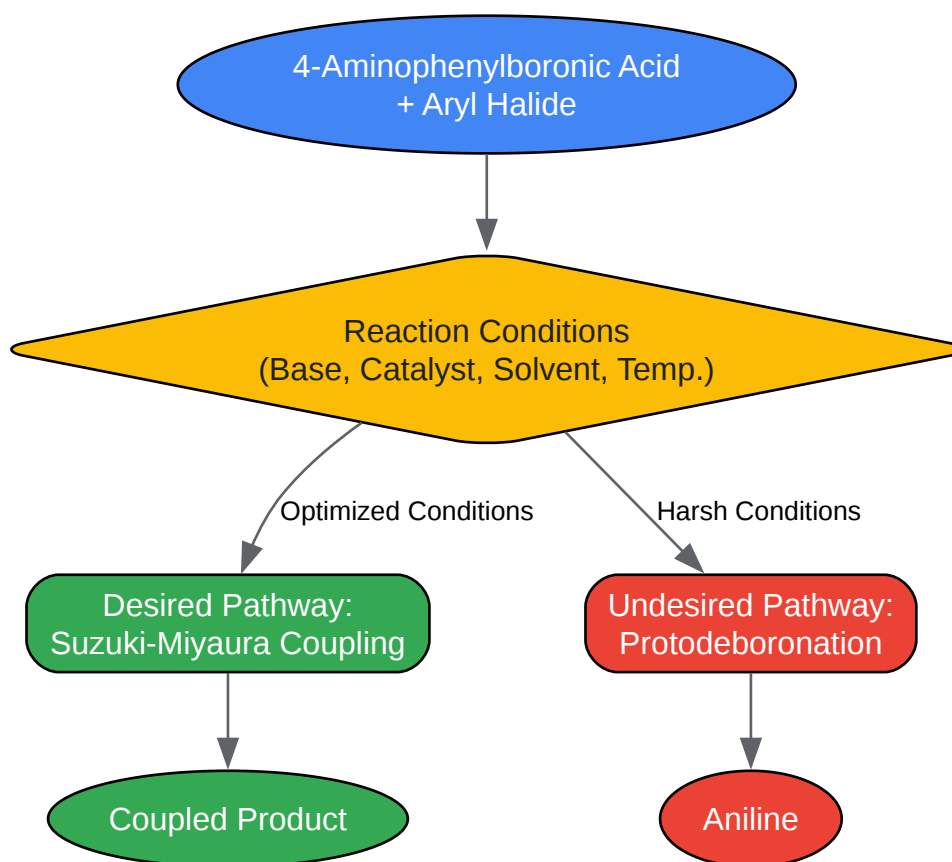 4-Aminophenylboronic Acid
+ Aryl Halide
Reaction Conditions
(Base, Catalyst, Solvent, Temp.)
Optimized Conditions
Harsh Conditions
Desired Pathway:
Suzuki-Miyaura Coupling
Undesired Pathway:
Protodeboronation
Coupled Product
Aniline